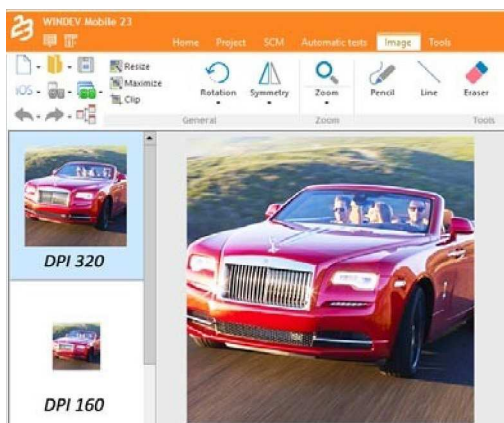 WINDEV Mobile 23
Home Project SCM Automatic tests Image Tools
Resize
Maximize
Clip
iOS
Rotation Symmetry Zoom Pencil Line Eraser
General Zoom Tools
DPI 320
DPI 160